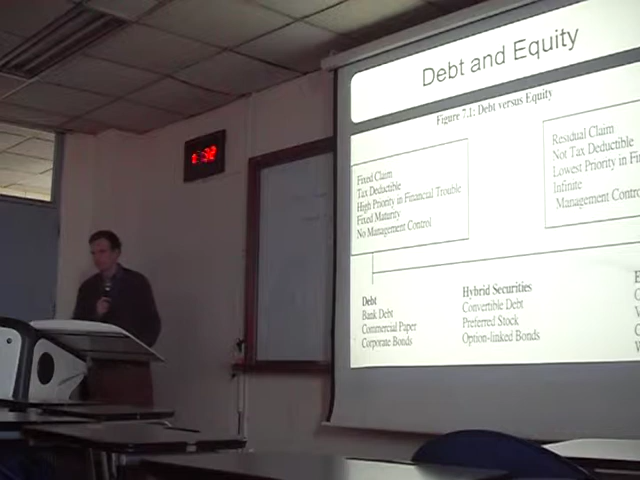 Debt and Equity
Figure 7.1: Debt versus Equity
Fixed Claim
Tax Deductible
High Priority in Financial Trouble
Fixed Maturity
No Management Control
Residual Claim
Not Tax Deductible
Lowest Priority in
Infinite
Management
Debt
Bank Debt
Commercial Paper
Corporate Bonds
Hybrid Securities
Convertible Debt
Preferred Stock
Option-linked Bonds